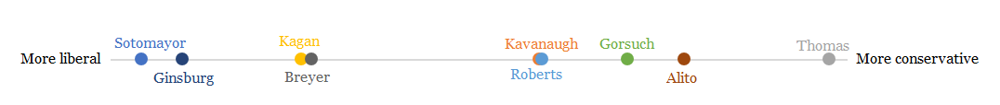 Sotomayor
Kagan
Kavanaugh
Gorsuch
Thomas
More liberal
More conservative
Ginsburg
Breyer
Roberts
Alito